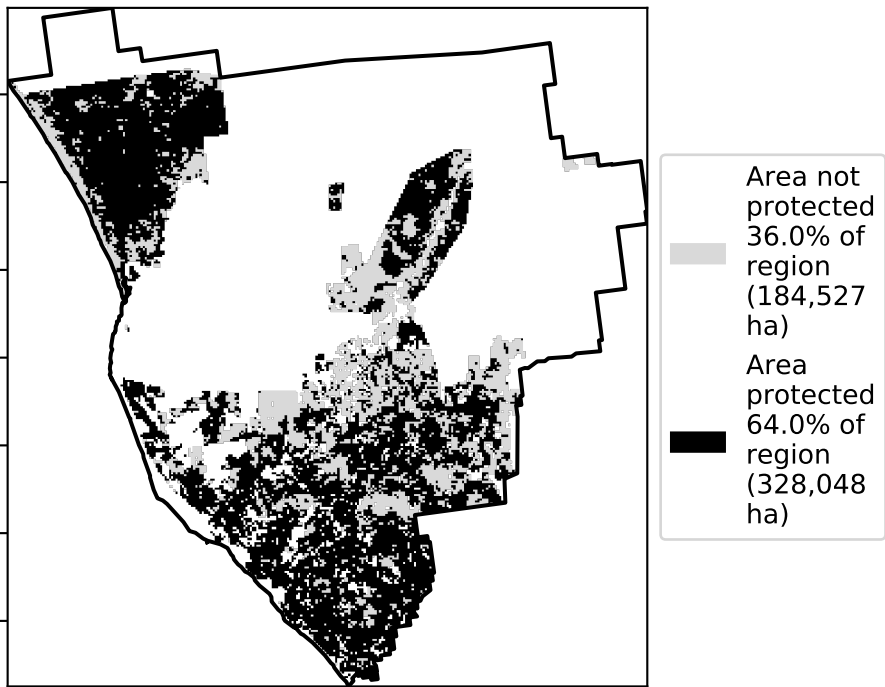 Area not
protected
36.0% of
region
(184,527
ha)
Area
protected
64.0% of
region
(328,048
ha)